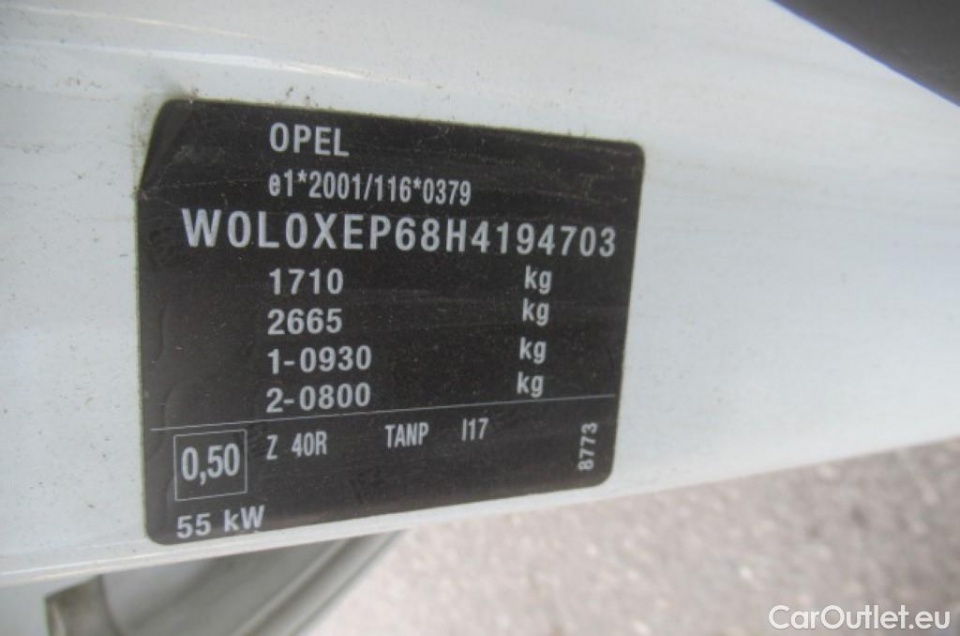 OPEL
e1*2001/116*0379
W0L0XEP68H4194703
1710 kg
2665 kg
1-0930 kg
2-0800 kg
0,50 Z 40R TANP I17
8773
55 kW
CarOutlet.eu